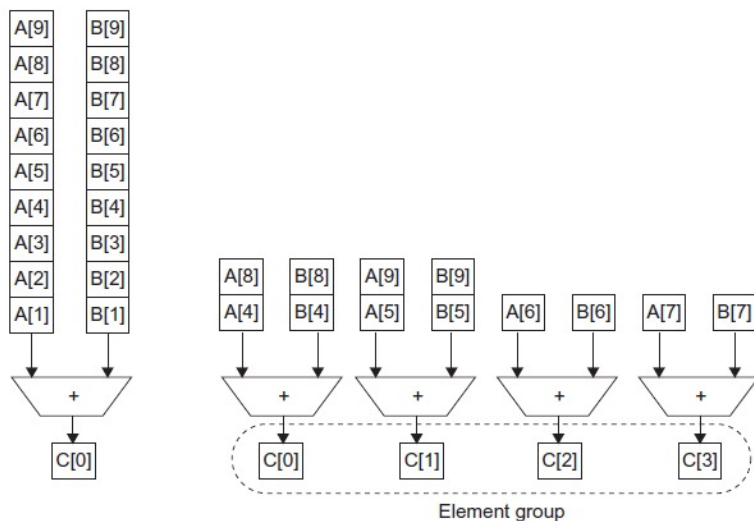 A[9] B[9]
A[8] B[8]
A[7] B[7]
A[6] B[6]
A[5] B[5]
A[4] B[4]
A[3] B[3]
A[2] B[2]
A[1] B[1]
+
C[0]
A[8] B[8] A[9] B[9]
A[4] B[4] A[5] B[5] A[6] B[6] A[7] B[7]
+ + + +
C[0] C[1] C[2] C[3]
Element group